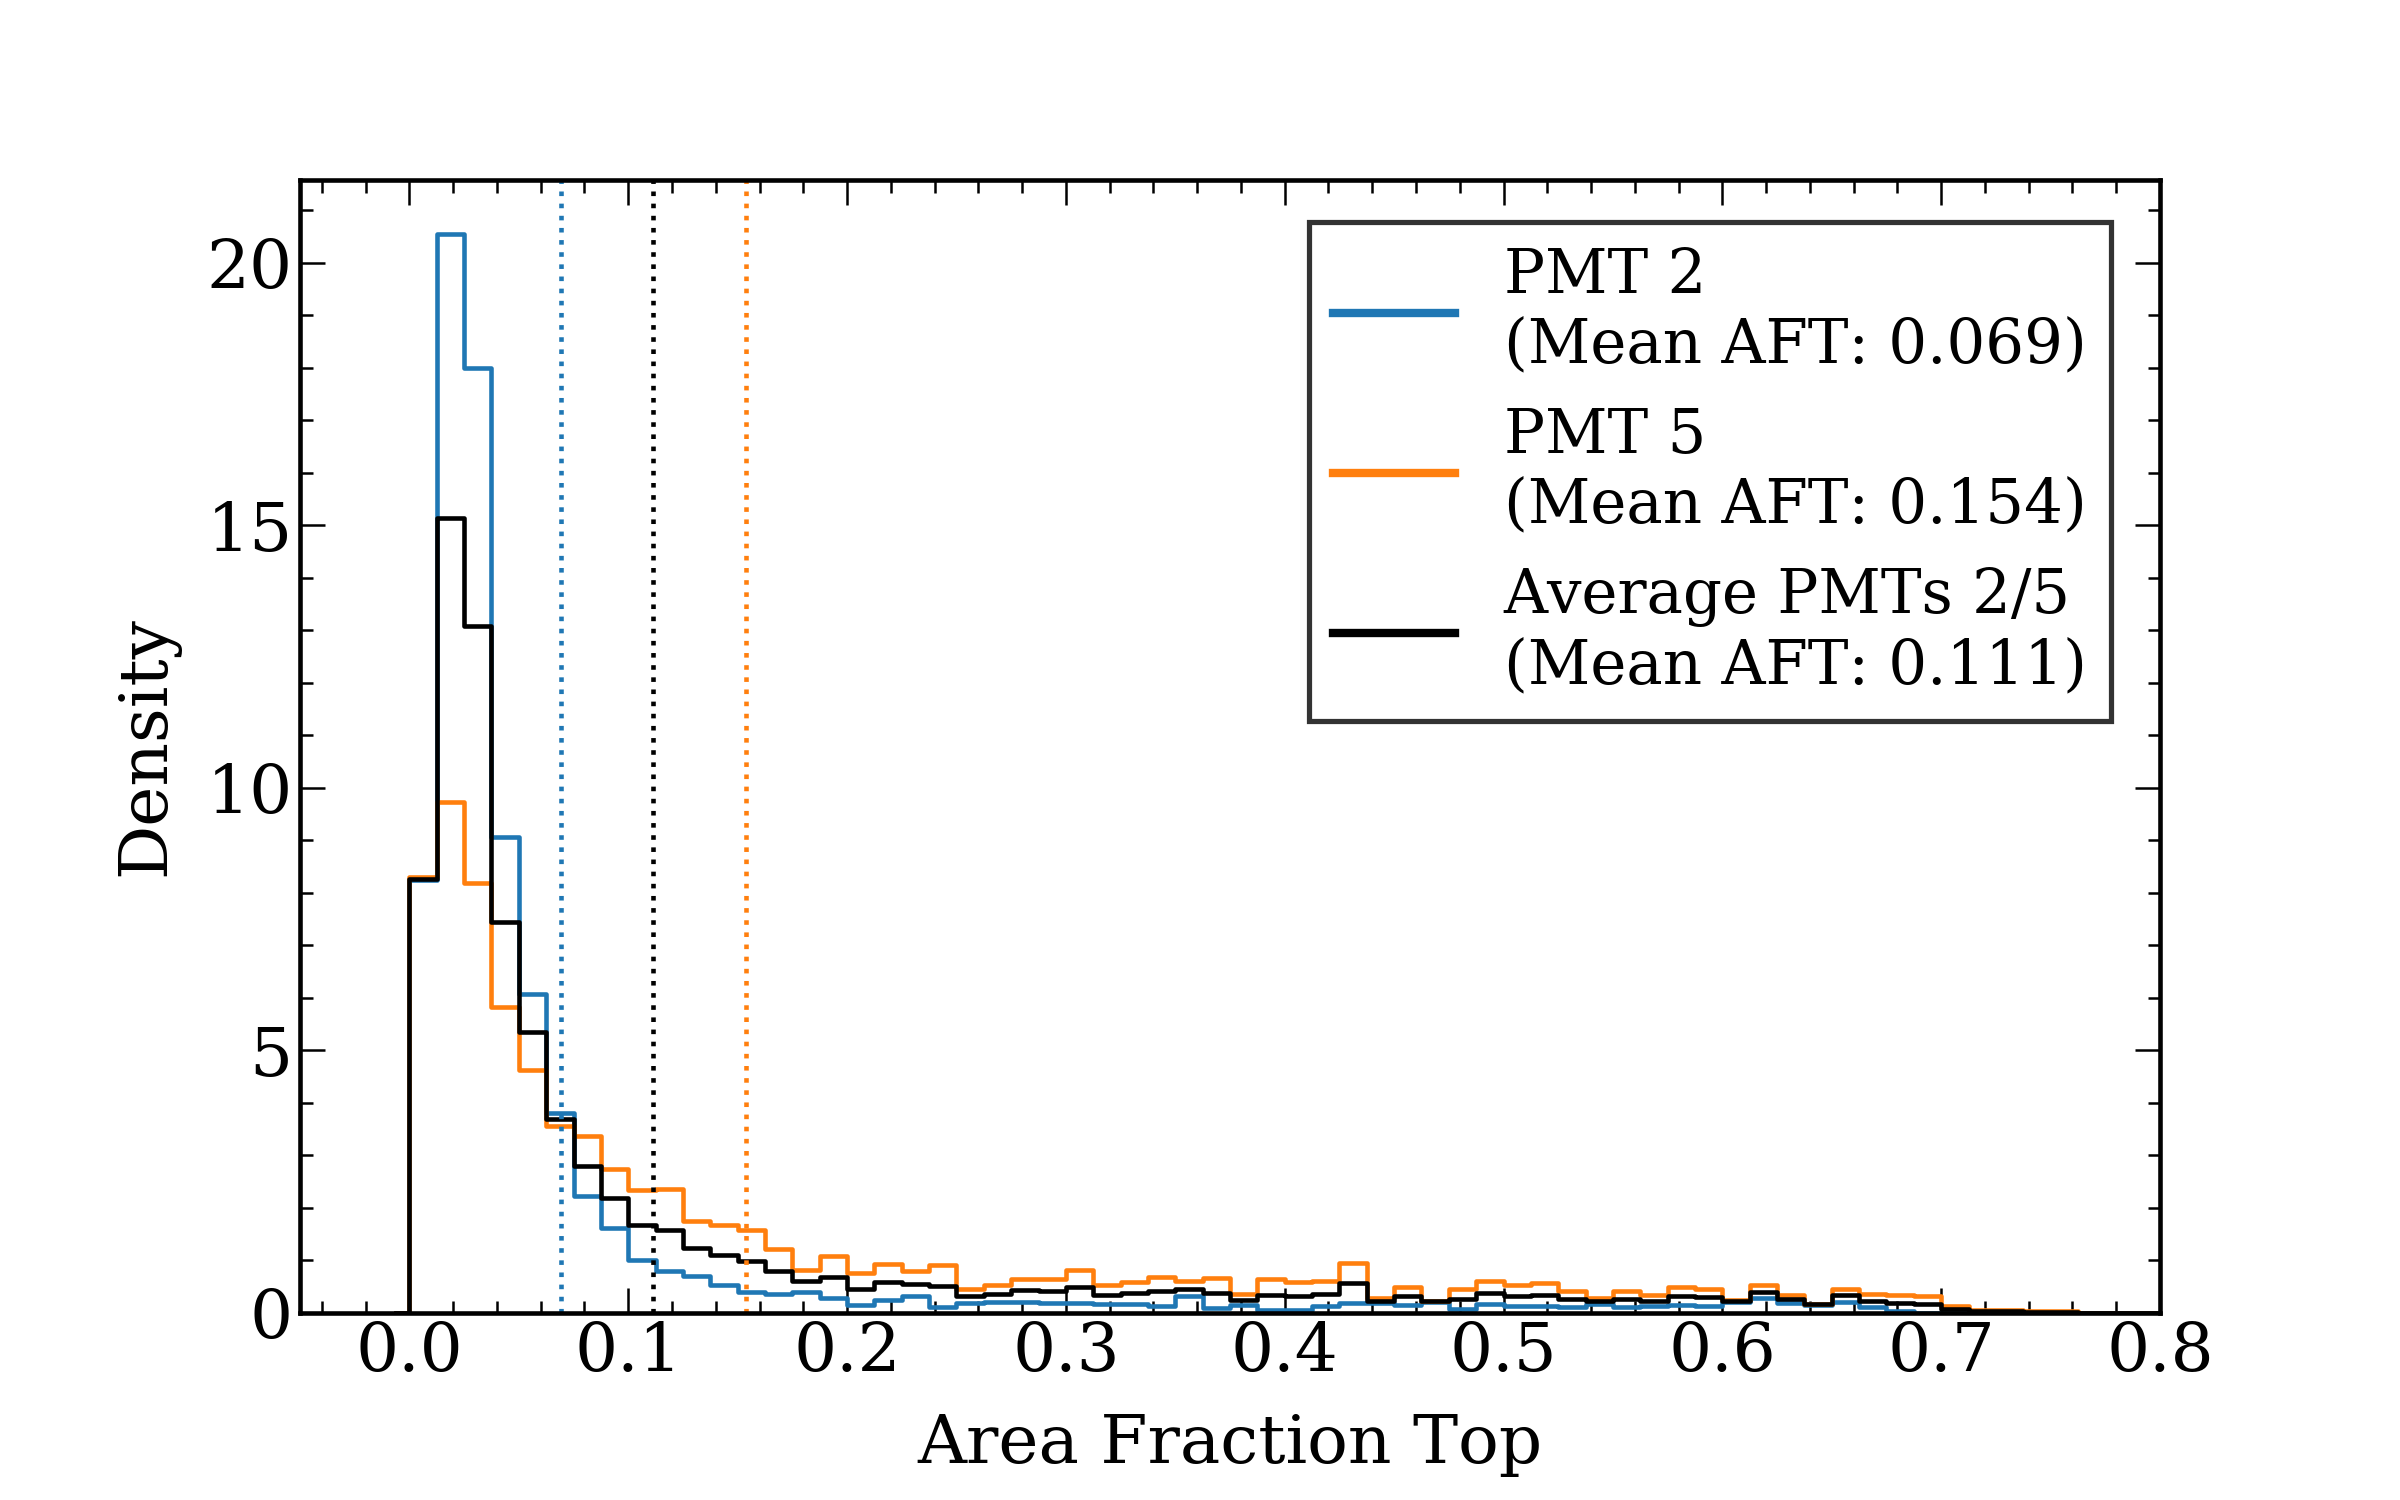 PMT 2
(Mean AFT: 0.069)
PMT 5
(Mean AFT: 0.154)
Average PMTs 2/5
(Mean AFT: 0.111)
20
15
10
5
0
Density
0.0 0.1 0.2 0.3 0.4 0.5 0.6 0.7 0.8
Area Fraction Top